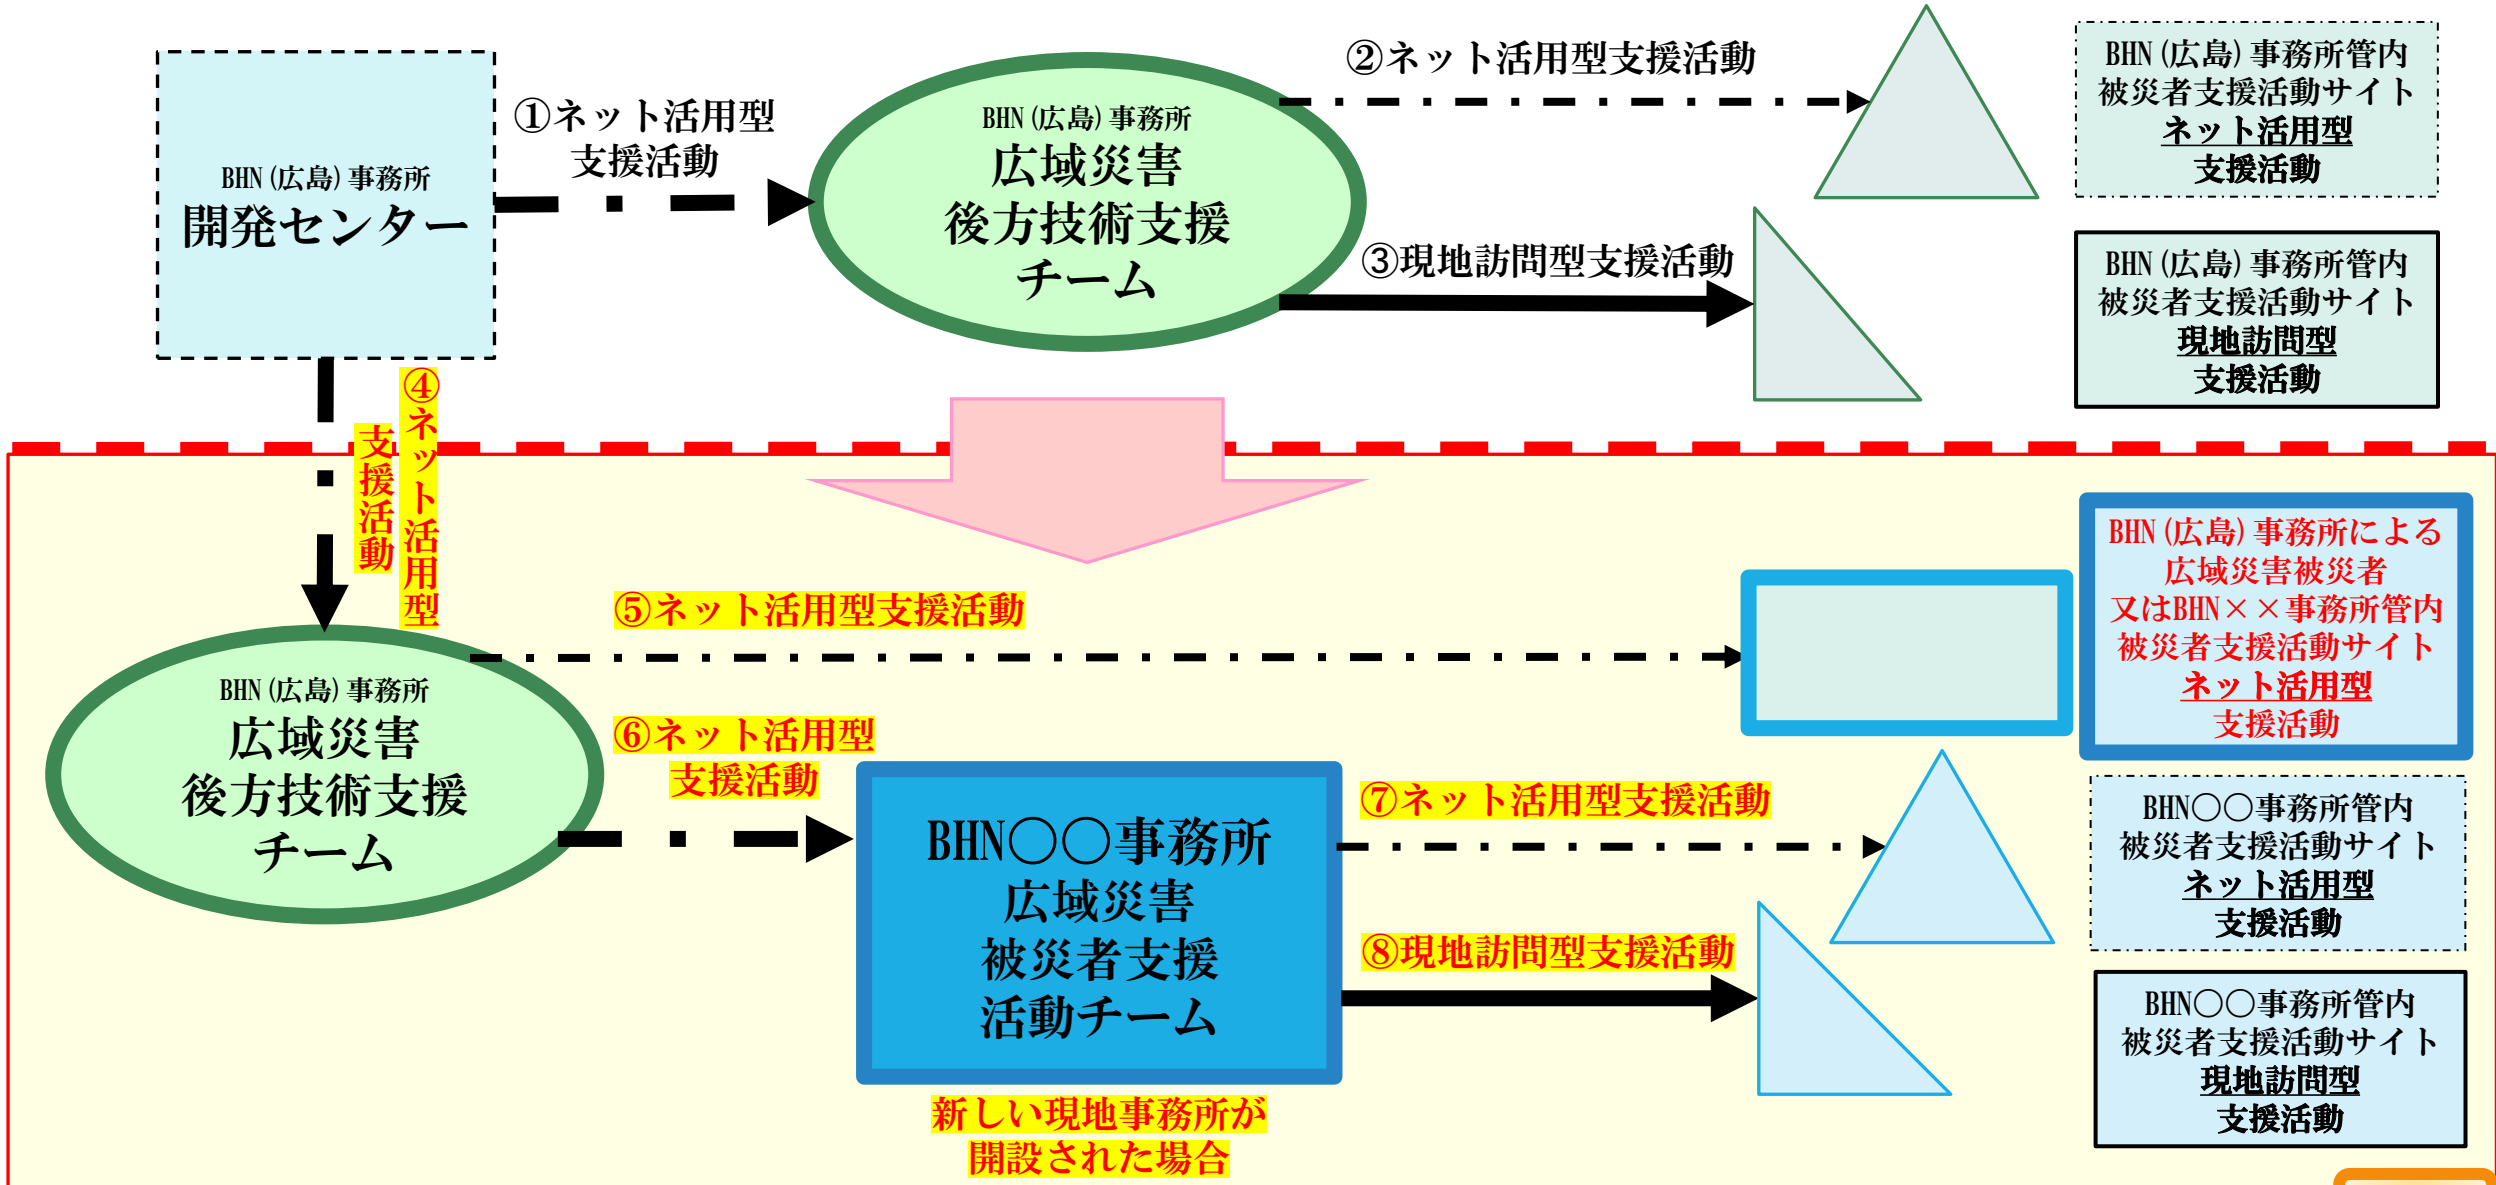 BHN(広島)事務所
開発センター
①ネット活用型
支援活動
BHN(広島)事務所
広域災害
後方技術支援
チーム
②ネット活用型支援活動
③現地訪問型支援活動
BHN(広島)事務所管内
被災者支援活動サイト
ネット活用型
支援活動
BHN(広島)事務所管内
被災者支援活動サイト
現地訪問型
支援活動
④ネット活用型
支援活動
BHN(広島)事務所
広域災害
後方技術支援
チーム
⑤ネット活用型支援活動
⑥ネット活用型
支援活動
BHN〇〇事務所
広域災害
被災者支援
活動チーム
新しい現地事務所が
開設された場合
⑦ネット活用型支援活動
⑧現地訪問型支援活動
BHN(広島)事務所による
広域災害被災者
又はBHN××事務所管内
被災者支援活動サイト
ネット活用型
支援活動
BHN〇〇事務所管内
被災者支援活動サイト
ネット活用型
支援活動
BHN〇〇事務所管内
被災者支援活動サイト
現地訪問型
支援活動